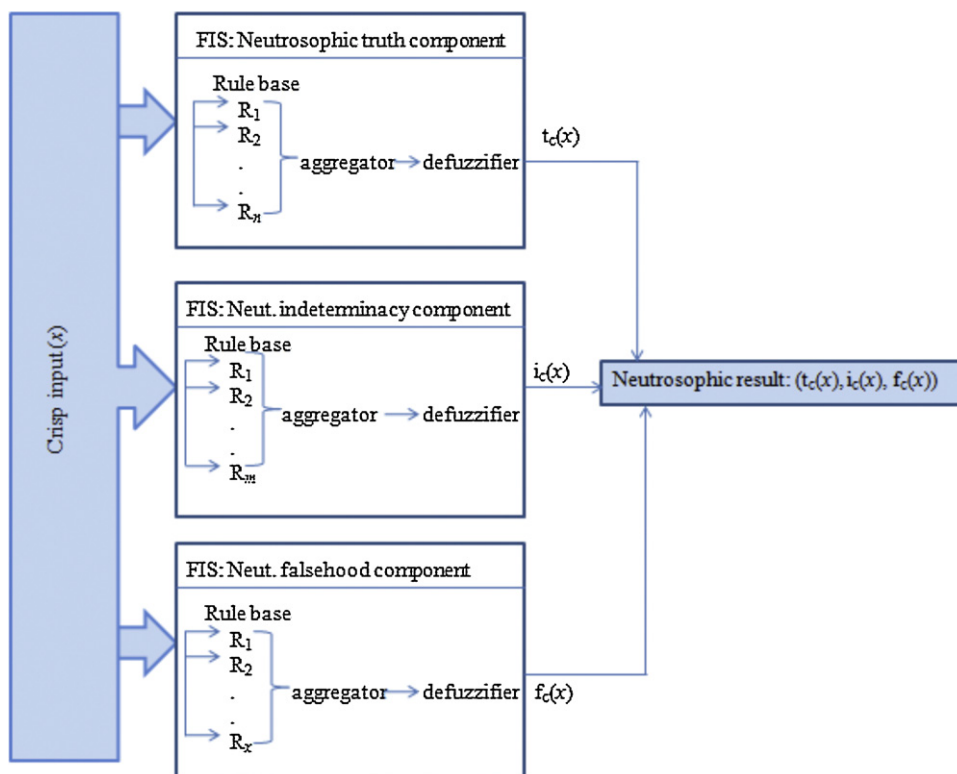 Crisp input (x)
FIS: Neutrosophic truth component
Rule base
R1
R2
.
.
Rn
aggregator
defuzzifier
tc(x)
FIS: Neut. indeterminacy component
Rule base
R1
R2
.
.
Rm
aggregator
defuzzifier
ic(x)
Neutrosophic result: (tc(x), ic(x), fc(x))
FIS: Neut. falsehood component
Rule base
R1
R2
.
.
Rx
aggregator
defuzzifier
fc(x)